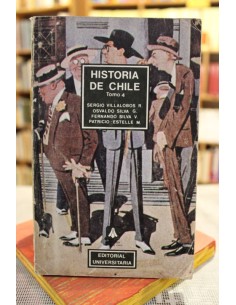 HISTORIA
DE CHILE
Tomo 4
SERGIO VILLALOBOS R.
OSVALDO SILVA G.
FERNANDO SILVA V.
PATRICIO ESTELLE M.
EDITORIAL
UNIVERSITARIA